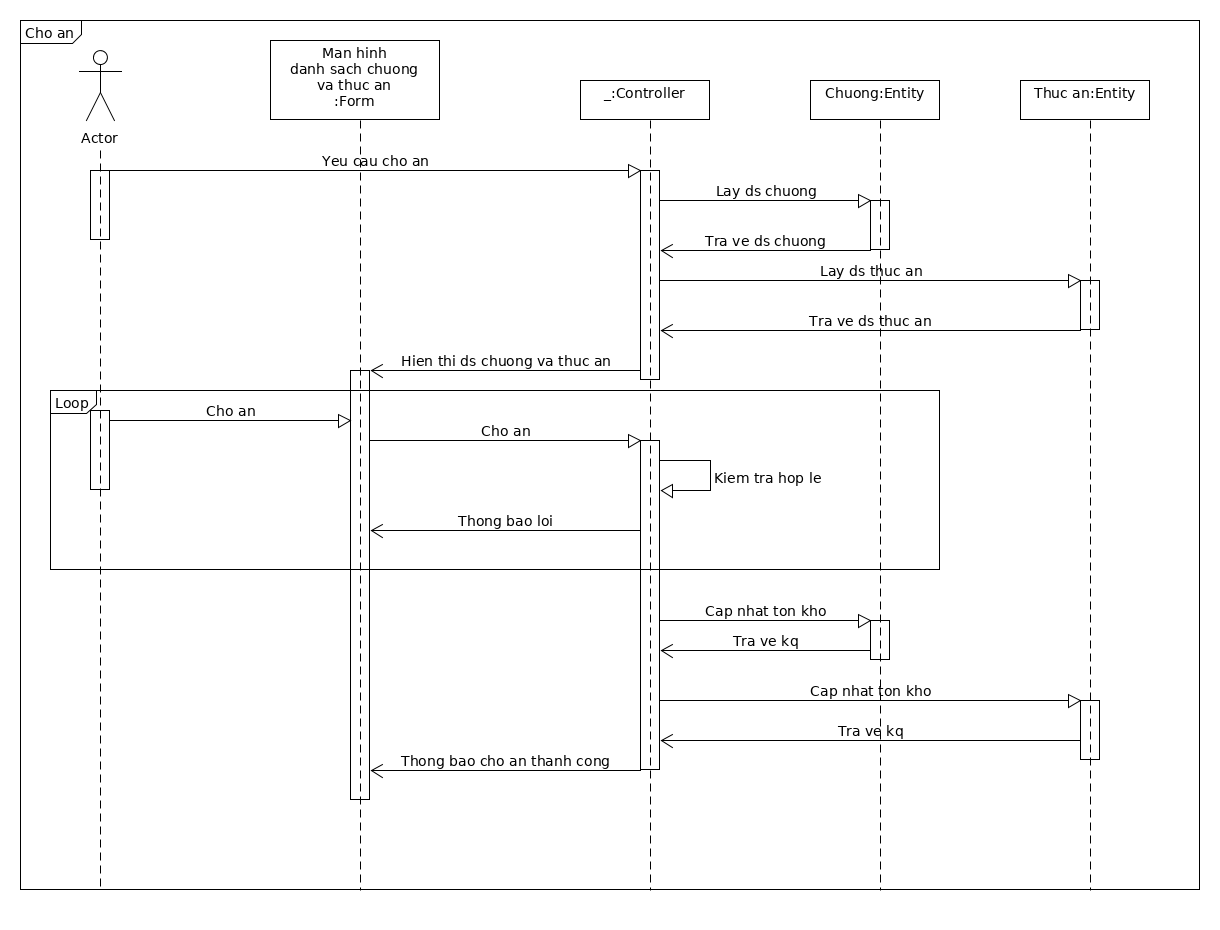 Cho an
Man hinh
danh sach chuong
va thuc an
:Form
_:Controller
Chuong:Entity
Thuc an:Entity
Actor
Yeu cau cho an
Lay ds chuong
Tra ve ds chuong
Lay ds thuc an
Tra ve ds thuc an
Hien thi ds chuong va thuc an
Loop
Cho an
Cho an
Kiem tra hop le
Thong bao loi
Cap nhat ton kho
Tra ve kq
Cap nhat ton kho
Tra ve kq
Thong bao cho an thanh cong